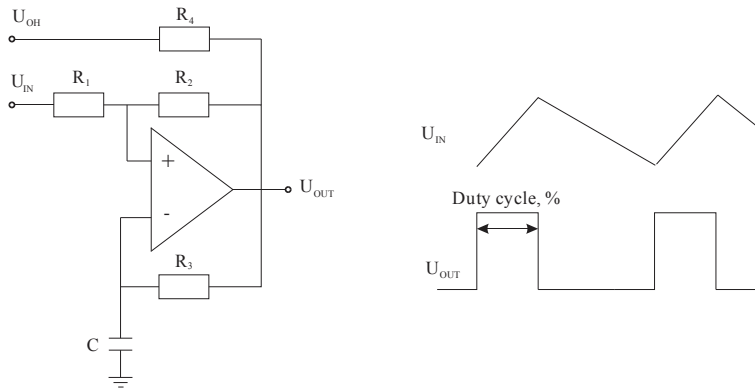 U_OH
R_4
U_IN
R_1
R_2
+
-
U_OUT
R_3
C
U_IN
Duty cycle, %
U_OUT